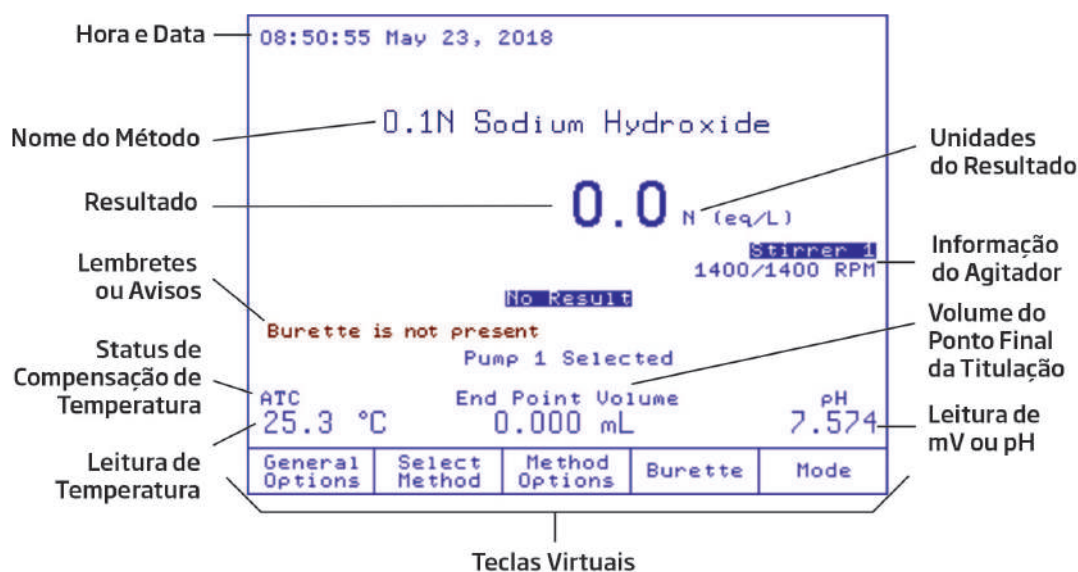 Hora e Data
08:50:55 May 23, 2018
Nome do Método
0.1N Sodium Hydroxide
Unidades
do Resultado
Resultado
0.0 N (eq/L)
Stirrer 1
1400/1400 RPM
Informação
do Agitador
Lembretes
ou Avisos
No Result
Burette is not present
Pump 1 Selected
Volume do
Ponto Final
da Titulação
Status de
Compensação de
Temperatura
ATC
End Point Volume
pH
25.3 °C
0.000 mL
7.574
Leitura de
mV ou pH
Leitura de
Temperatura
General
Options
Select
Method
Method
Options
Burette
Mode
Teclas Virtuais